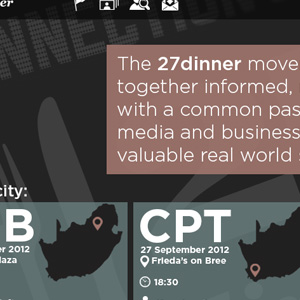 er
The 27dinner move
together informed,
with a common pas
media and business
valuable real world
city:
B
CPT
er 2012
27 September 2012
laza
Frieda's on Bree
18:30